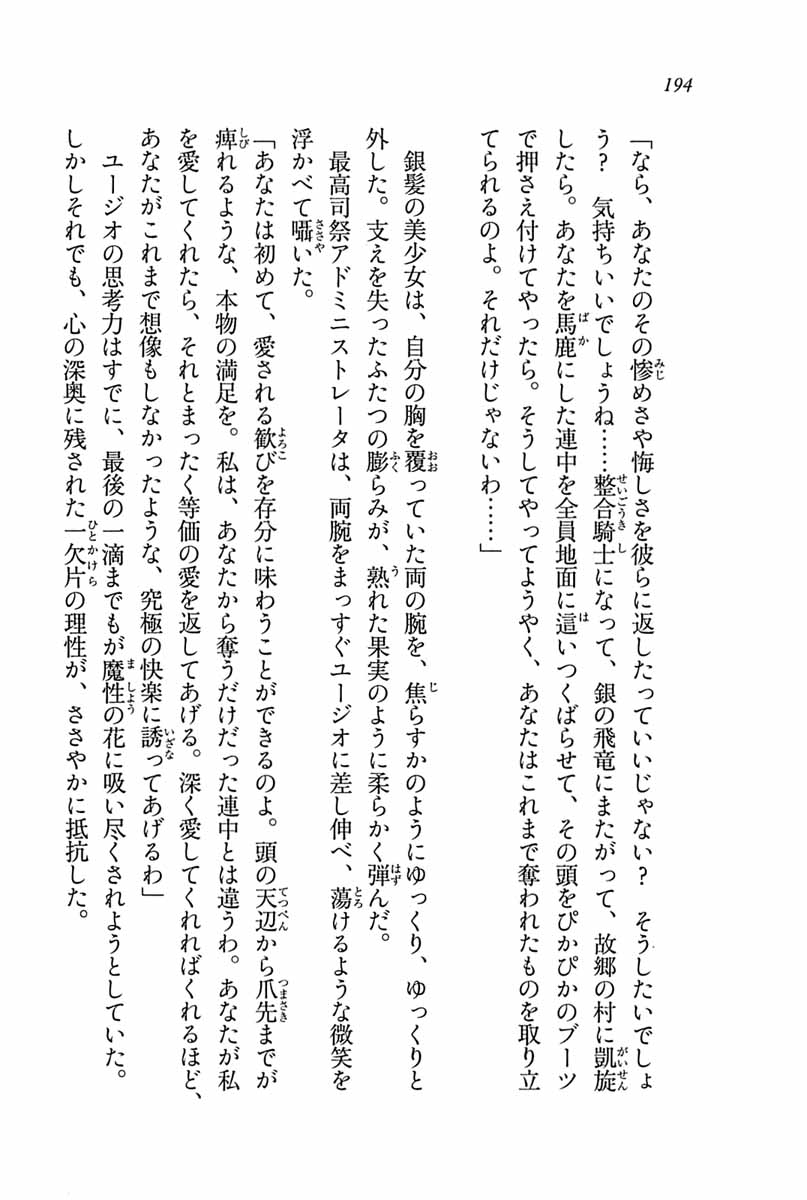 194
「なら、あなたのその惨めさや悔しさを彼らに返したっていいじゃない？　そうしたいでしょ
う？　気持ちいいでしょうね……整合騎士になって、銀の飛竜にまたがって、故郷の村に凱旋
したら。あなたを馬鹿にした連中を全員地面に這いつくばらせて、その頭をぴかぴかのブーツ
で押さえ付けてやったら。そうしてやってようやく、あなたはこれまで奪われたものを取り立
てられるのよ。それだけじゃないわ……」
銀髪の美少女は、自分の胸を覆っていた両の腕を、焦らすかのようにゆっくり、ゆっくりと
外した。支えを失ったふたつの膨らみが、熟れた果実のように柔らかく弾んだ。
最高司祭アドミニストレータは、両腕をまっすぐユージオに差し伸べ、蕩けるような微笑を
浮かべて囁いた。
「あなたは初めて、愛される歓びを存分に味わうことができるのよ。頭の天辺から爪先までが
痺れるような、本物の満足を。私は、あなたから奪うだけだった連中とは違うわ。あなたが私
を愛してくれたら、それとまったく等価の愛を返してあげる。深く愛してくれればくれるほど、
あなたがこれまで想像もしなかったような、究極の快楽に誘ってあげるわ」
ユージオの思考力はすでに、最後の一滴までもが魔性の花に吸い尽くされようとしていた。
しかしそれでも、心の深奥に残された一欠片の理性が、ささやかに抵抗した。